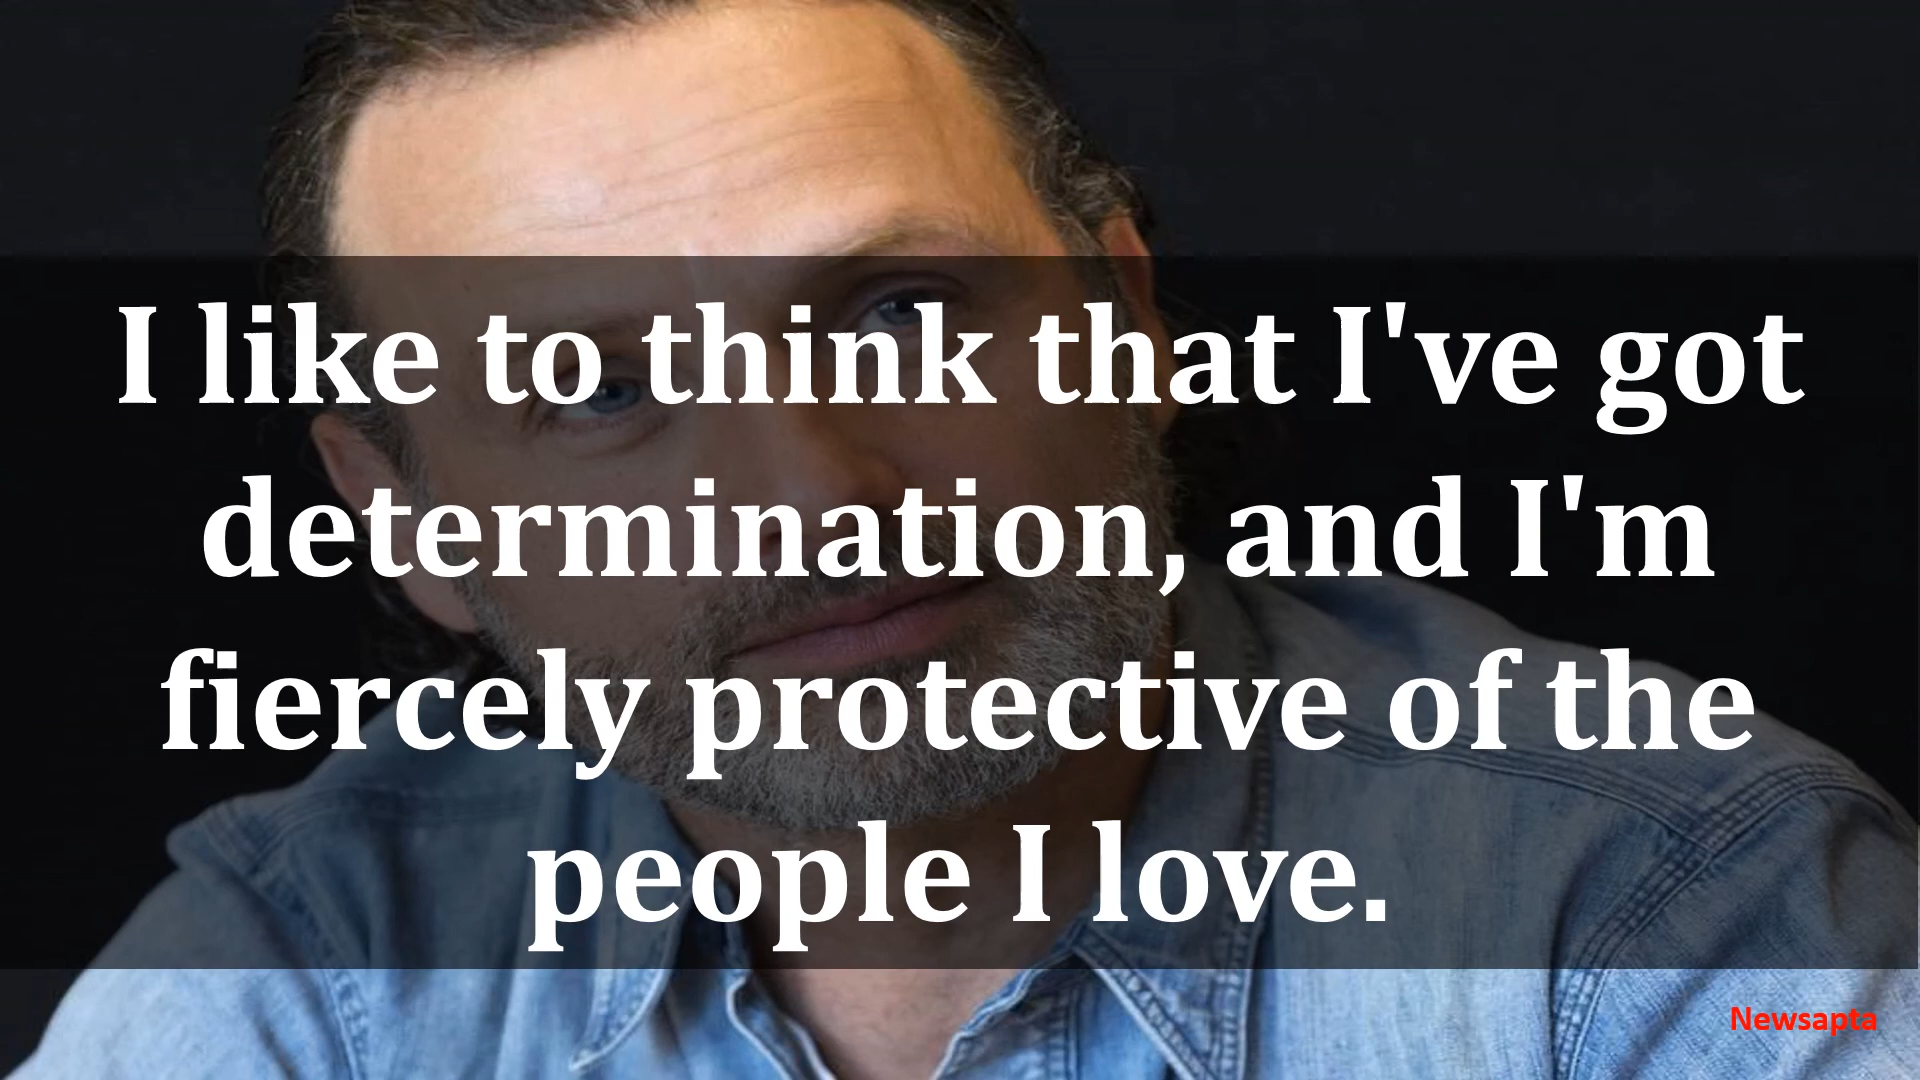 I like to think that I've got
determination, and I'm
fiercely protective of the
people I love.
Newsapta